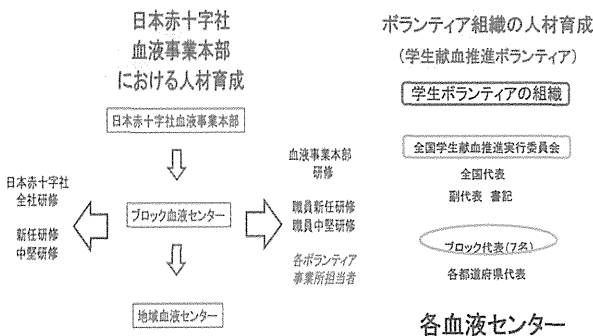 日本赤十字社
血液事業本部
における人材育成
日本赤十字社血液事業本部
日本赤十字社
全社研修
新任研修
中堅研修
ブロック血液センター
血液事業本部
研修
職員新任研修
職員中堅研修
各ボランティア
事業所担当者
地域血液センター
ボランティア組織の人材育成
(学生献血推進ボランティア)
学生ボランティアの組織
全国学生献血推進実行委員会
全国代表
副代表 書記
ブロック代表(7名)
各都道府県代表
各血液センター